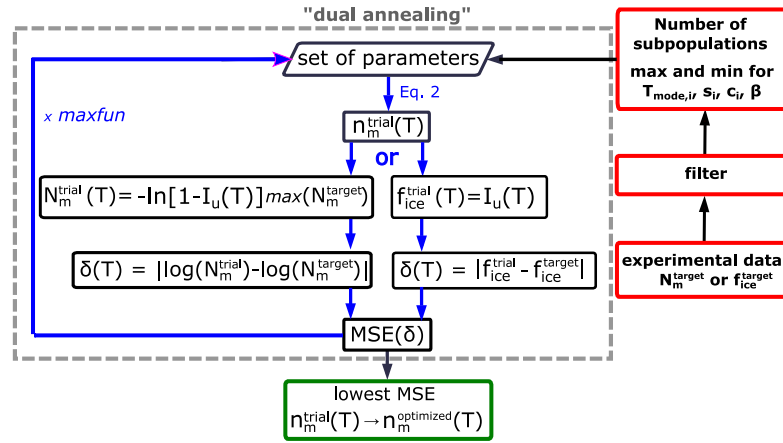 "dual annealing"
set of parameters
Eq. 2
x maxfun
n_m^trial(T)
or
N_m^trial(T)=-ln[1-I_u(T)]max(N_m^target)
f_ice^trial(T)=I_u(T)
δ(T) = |log(N_m^trial)-log(N_m^target)|
δ(T) = |f_ice^trial - f_ice^target|
MSE(δ)
lowest MSE
n_m^trial(T)→n_m^optimized(T)
Number of
subpopulations
max and min for
T_mode,i, s_i, c_i, β
filter
experimental data
N_m^target or f_ice^target